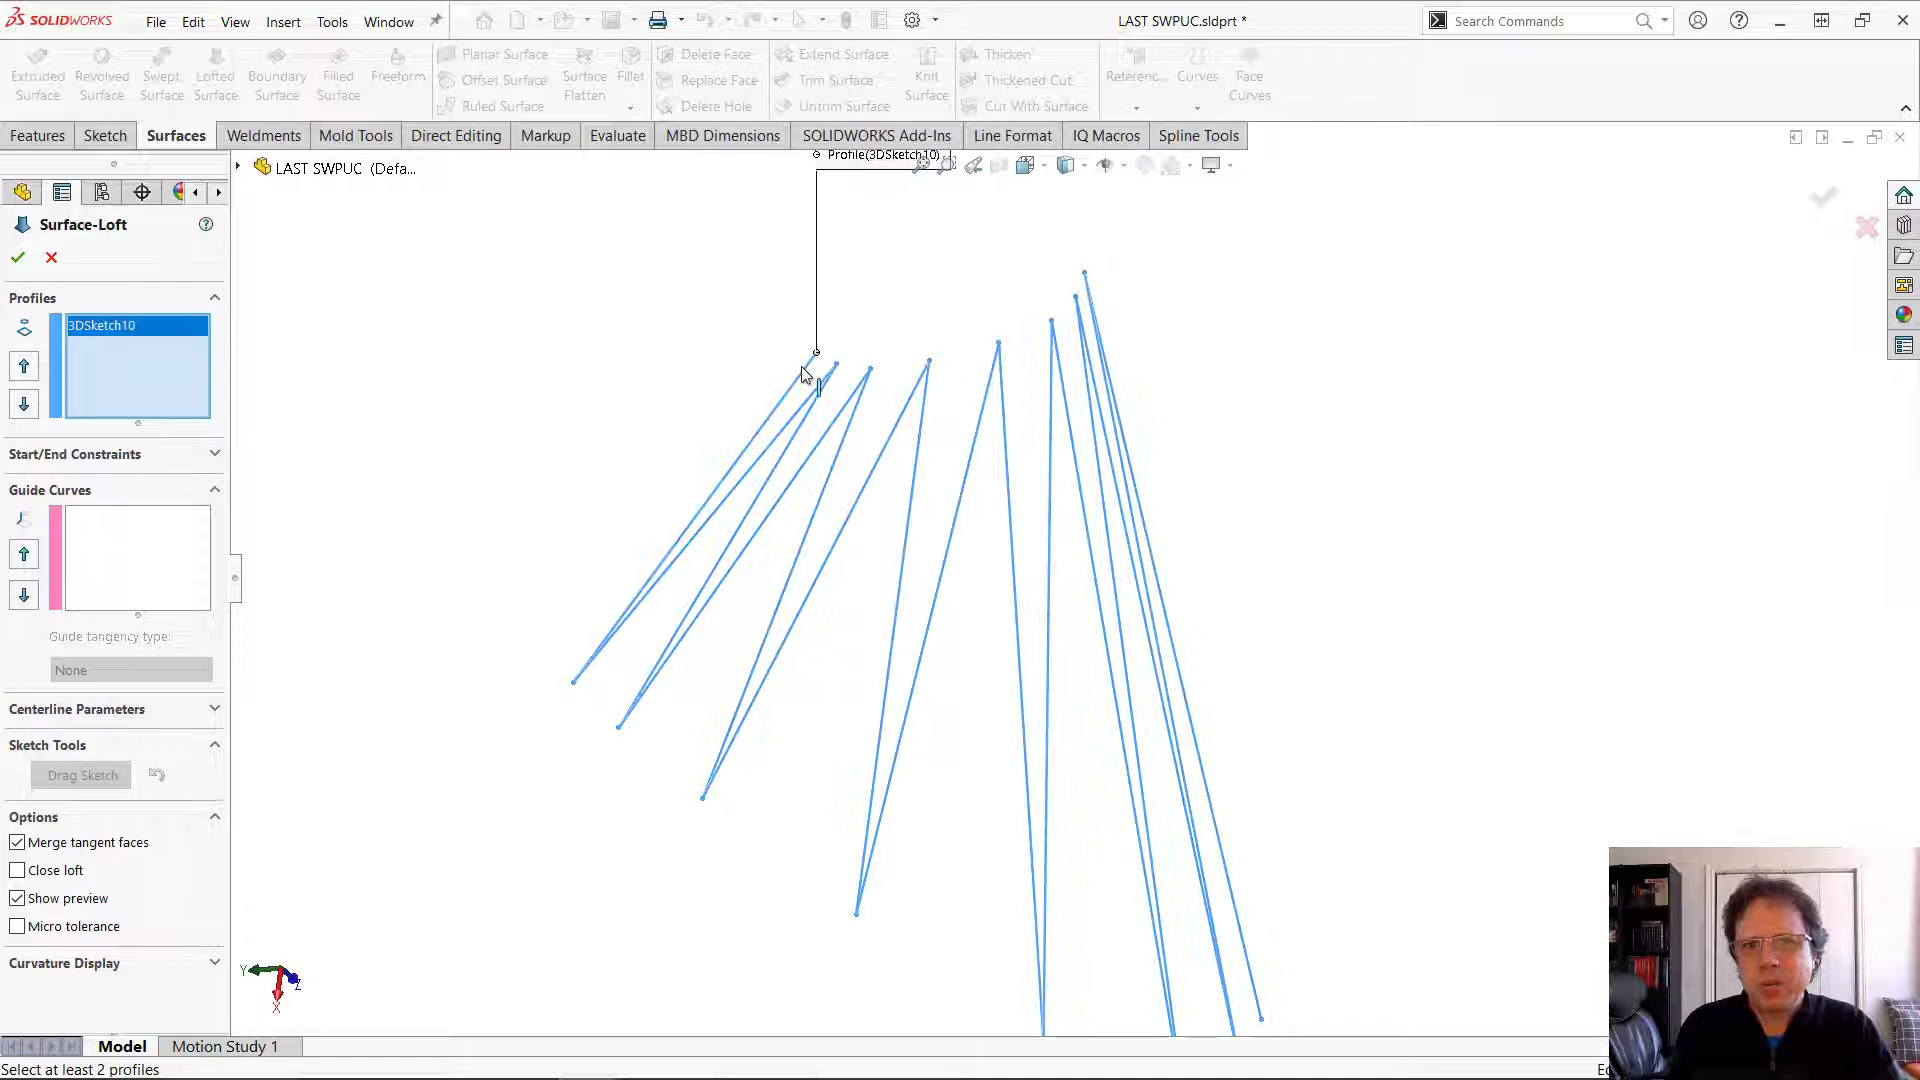 SOLIDWORKS File Edit View Insert Tools Window LAST SWPUC.sldprt * Search Commands
Extruded Surface
Revolved Surface
Swept Surface
Lofted Surface
Boundary Surface
Filled Surface
Freeform
Planar Surface
Offset Surface
Ruled Surface
Surface Flatten
Fillet
Delete Face
Replace Face
Delete Hole
Extend Surface
Trim Surface
Untrim Surface
Knit Surface
Thicken
Thickened Cut
Cut With Surface
Referenc...
Curves
Face Curves
Features Sketch Surfaces Weldments Mold Tools Direct Editing Markup Evaluate MBD Dimensions SOLIDWORKS Add-Ins Line Format IQ Macros Spline Tools
Profile(3DSketch10)
LAST SWPUC (Defa...
Surface-Loft
Profiles
3DSketch10
Start/End Constraints
Guide Curves
Guide tangency type:
None
Centerline Parameters
Sketch Tools
Drag Sketch
Options
Merge tangent faces
Close loft
Show preview
Micro tolerance
Curvature Display
Y
Z
X
Model Motion Study 1
Select at least 2 profiles